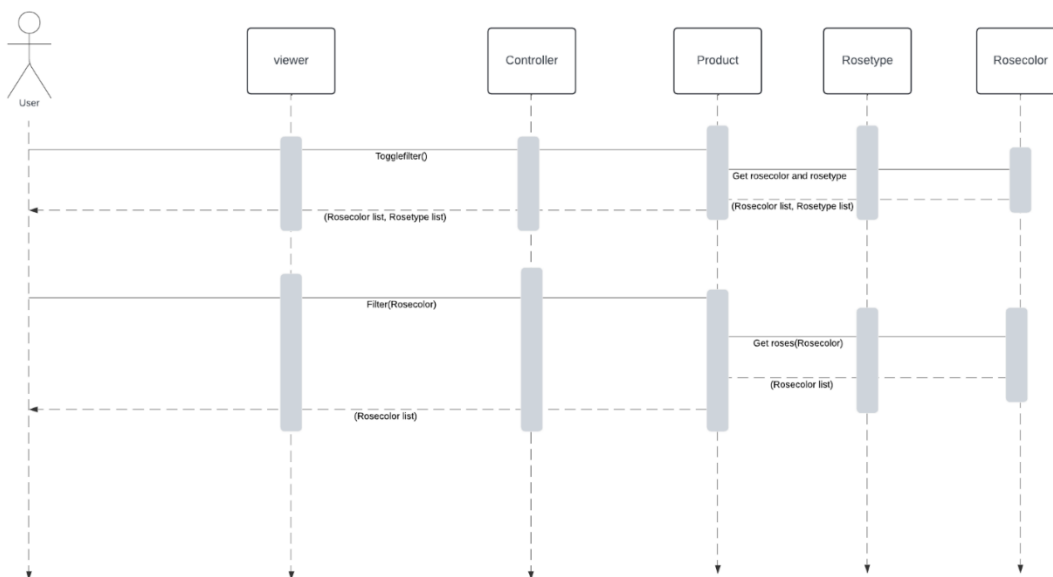 viewer
Controller
Product
Rosetype
Rosecolor
User
Togglefilter()
Get rosecolor and rosetype
(Rosecolor list, Rosetype list)
(Rosecolor list, Rosetype list)
Filter(Rosecolor)
Get roses(Rosecolor)
(Rosecolor list)
(Rosecolor list)